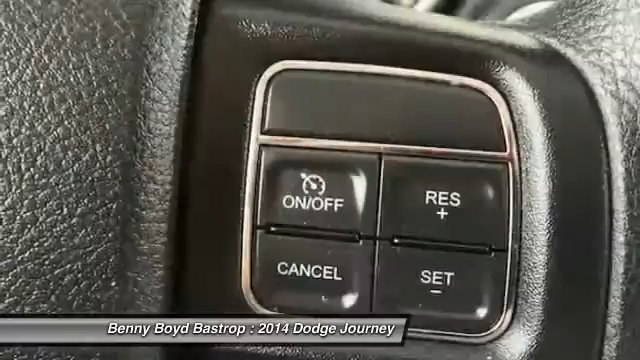 ON/OFF
RES
+
CANCEL
SET
−
Benny Boyd Bastrop : 2014 Dodge Journey